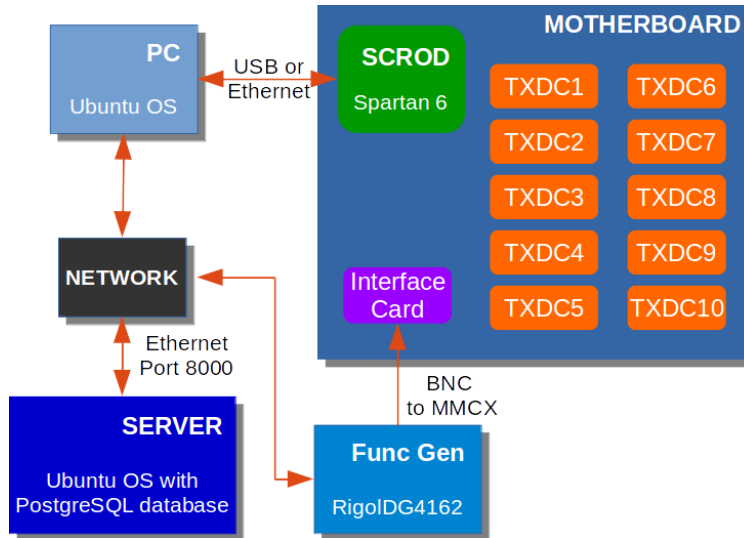 PC
Ubuntu OS
USB or
Ethernet
MOTHERBOARD
SCROD
Spartan 6
TXDC1
TXDC6
TXDC2
TXDC7
TXDC3
TXDC8
TXDC4
TXDC9
TXDC5
TXDC10
Interface
Card
NETWORK
Ethernet
Port 8000
BNC
to MMCX
SERVER
Ubuntu OS with
PostgreSQL database
Func Gen
RigolDG4162